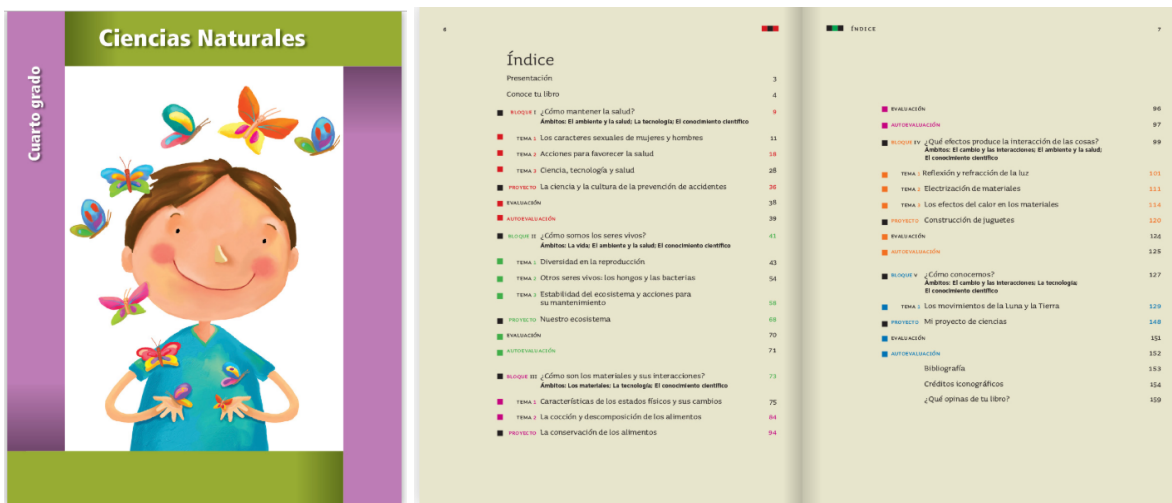 Ciencias Naturales
Cuarto grado
6
Índice
Presentación 3
Conoce tu libro 4
BLOQUE I ¿Cómo mantener la salud? 9
Ámbitos: El ambiente y la salud; La tecnología; El conocimiento científico
TEMA 1 Los caracteres sexuales de mujeres y hombres 11
TEMA 2 Acciones para favorecer la salud 18
TEMA 3 Ciencia, tecnología y salud 28
PROYECTO La ciencia y la cultura de la prevención de accidentes 36
EVALUACIÓN 38
AUTOEVALUACIÓN 39
BLOQUE II ¿Cómo somos los seres vivos? 41
Ámbitos: La vida; El ambiente y la salud; El conocimiento científico
TEMA 1 Diversidad en la reproducción 43
TEMA 2 Otros seres vivos: los hongos y las bacterias 54
TEMA 3 Estabilidad del ecosistema y acciones para
su mantenimiento 58
PROYECTO Nuestro ecosistema 68
EVALUACIÓN 70
AUTOEVALUACIÓN 71
BLOQUE III ¿Cómo son los materiales y sus interacciones? 73
Ámbitos: Los materiales; La tecnología; El conocimiento científico
TEMA 1 Características de los estados físicos y sus cambios 75
TEMA 2 La cocción y descomposición de los alimentos 84
PROYECTO La conservación de los alimentos 94
ÍNDICE 7
EVALUACIÓN 96
AUTOEVALUACIÓN 97
BLOQUE IV ¿Qué efectos produce la interacción de las cosas? 99
Ámbitos: El cambio y las interacciones; El ambiente y la salud;
El conocimiento científico
TEMA 1 Reflexión y refracción de la luz 101
TEMA 2 Electrización de materiales 111
TEMA 3 Los efectos del calor en los materiales 114
PROYECTO Construcción de juguetes 120
EVALUACIÓN 124
AUTOEVALUACIÓN 125
BLOQUE V ¿Cómo conocemos? 127
Ámbitos: El cambio y las interacciones; La tecnología;
El conocimiento científico
TEMA 1 Los movimientos de la Luna y la Tierra 129
PROYECTO Mi proyecto de ciencias 148
EVALUACIÓN 151
AUTOEVALUACIÓN 152
Bibliografía 153
Créditos iconográficos 154
¿Qué opinas de tu libro? 159